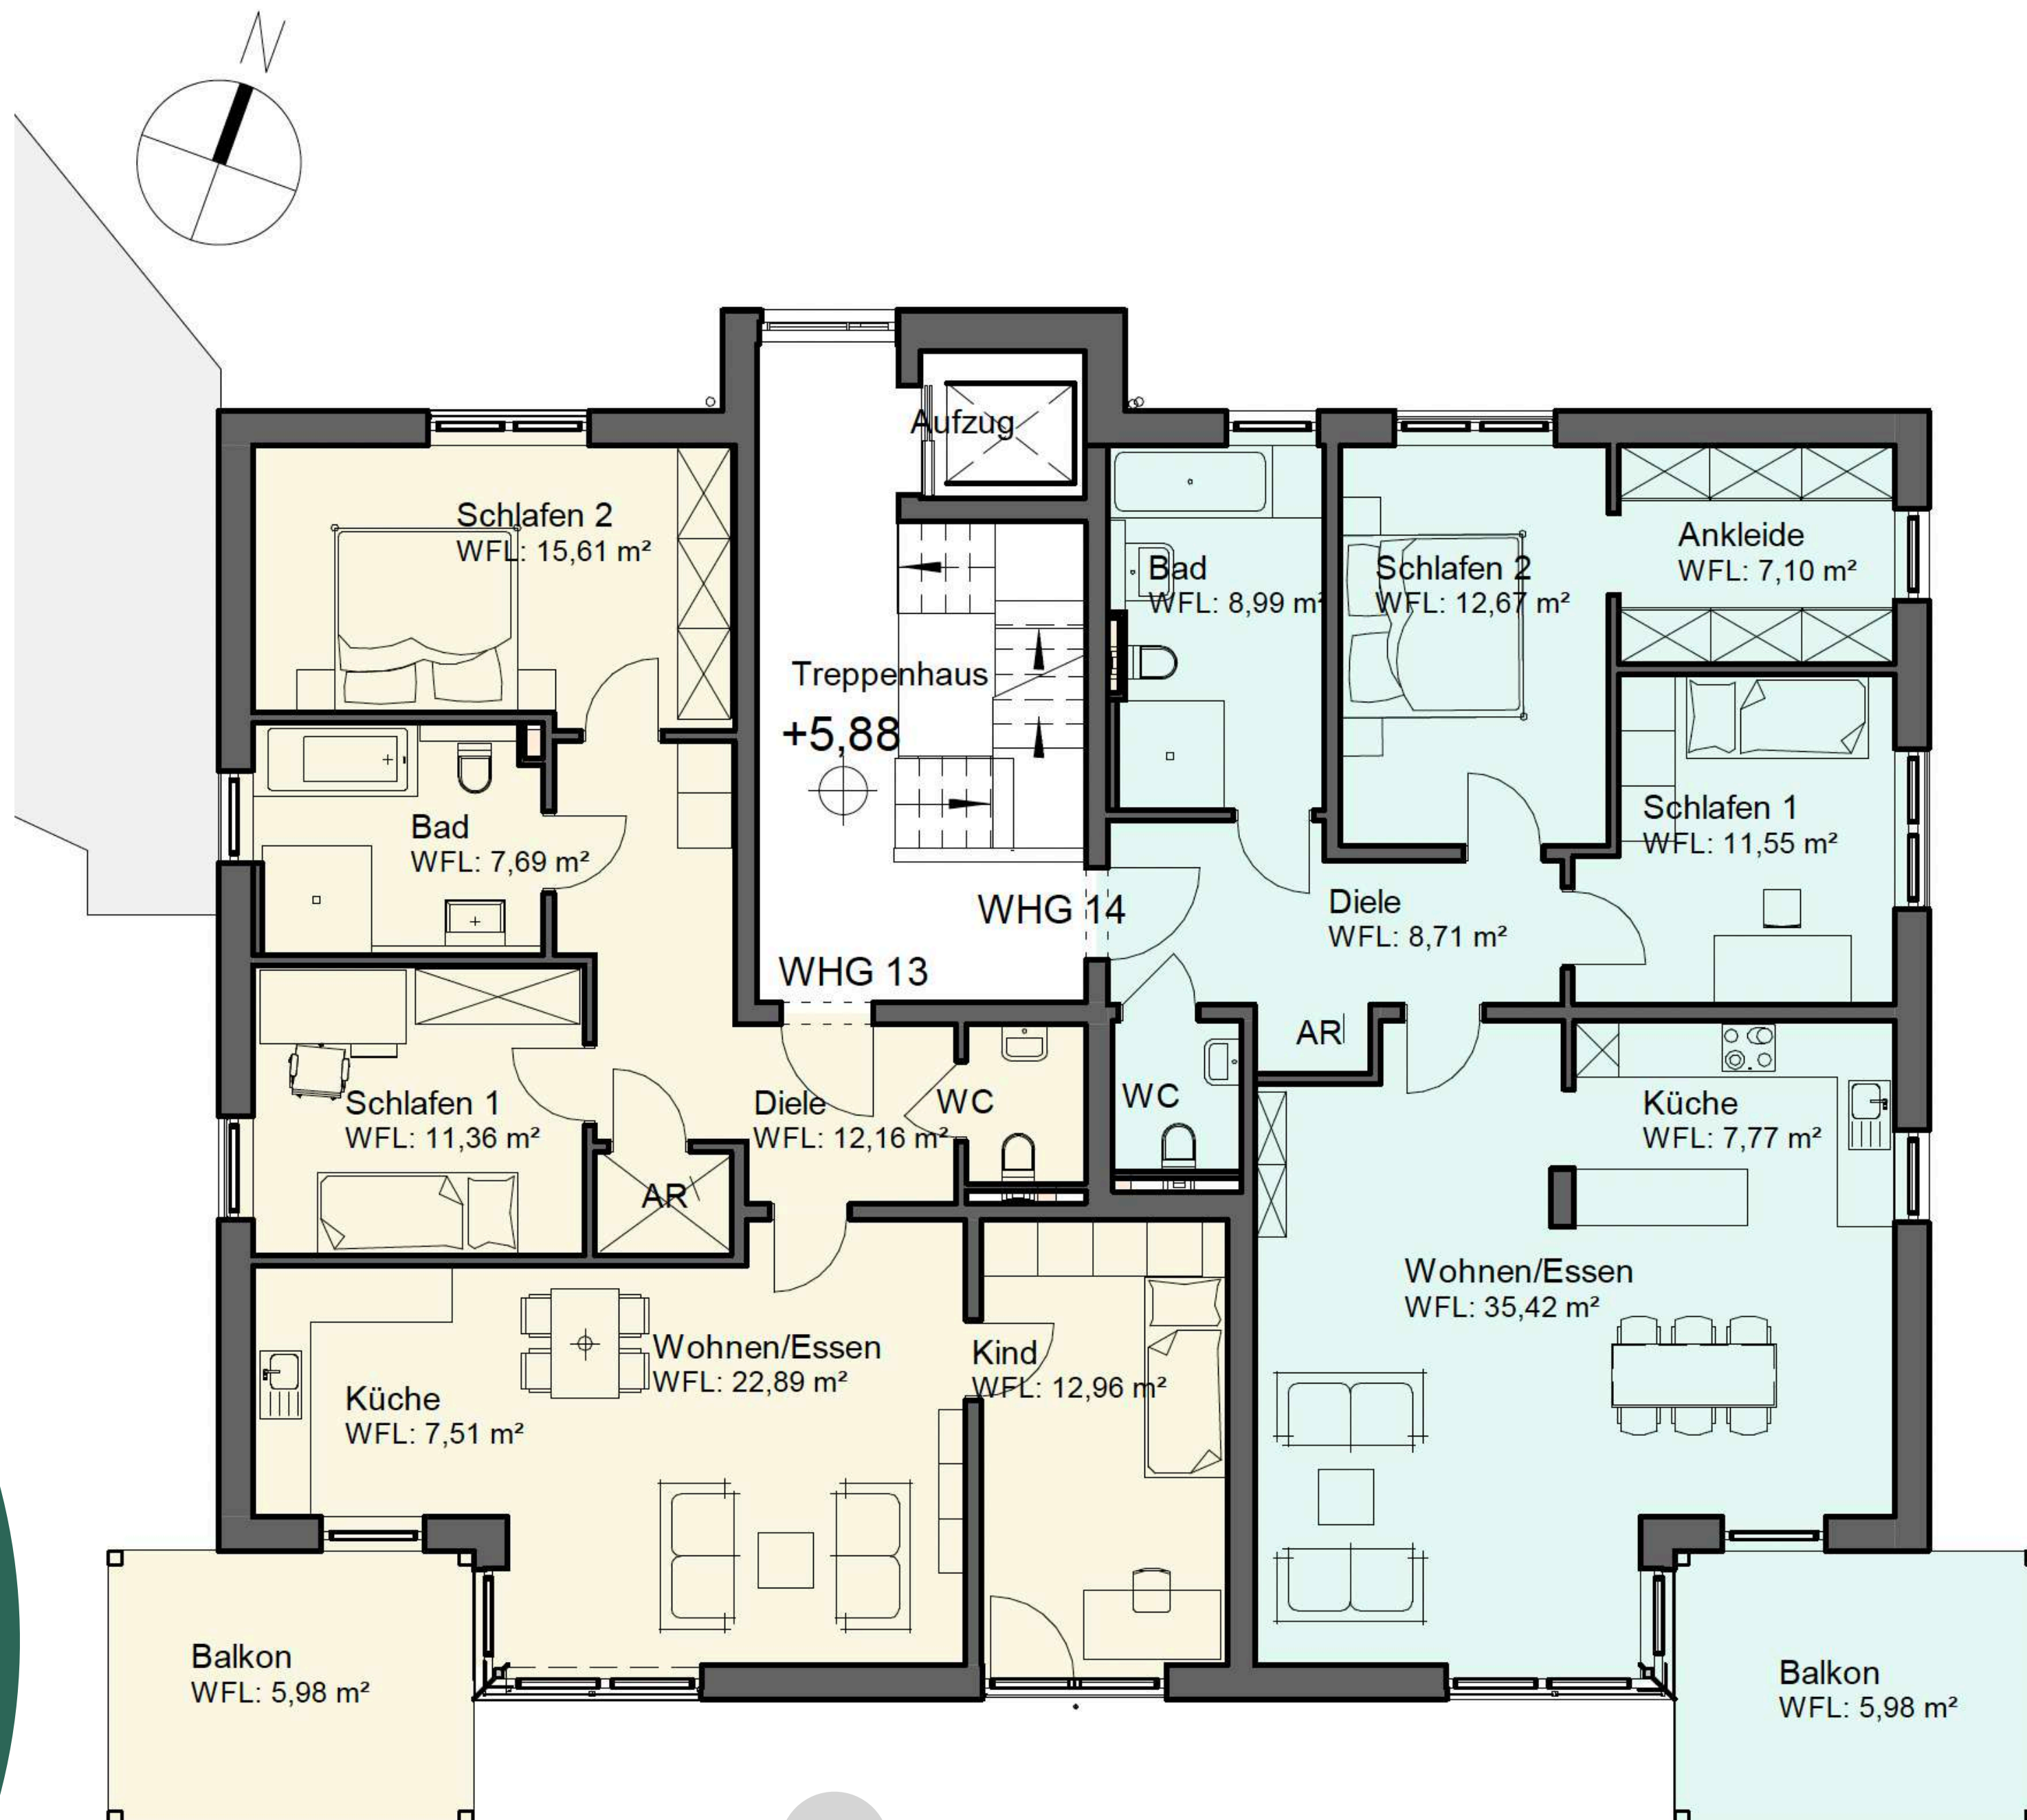 N
Aufzug
Schlafen 2
WFL: 15,61 m²
Ankleide
WFL: 7,10 m²
Bad
WFL: 8,99 m²
Schlafen 2
WFL: 12,67 m²
Treppenhaus
+5,88
Schlafen 1
WFL: 11,55 m²
Bad
WFL: 7,69 m²
WHG 14
Diele
WFL: 8,71 m²
WHG 13
AR
Schlafen 1
WFL: 11,36 m²
Diele
WFL: 12,16 m²
WC
WC
Küche
WFL: 7,77 m²
AR
Wohnen/Essen
WFL: 35,42 m²
Wohnen/Essen
WFL: 22,89 m²
Kind
WFL: 12,96 m²
Küche
WFL: 7,51 m²
Balkon
WFL: 5,98 m²
Balkon
WFL: 5,98 m²